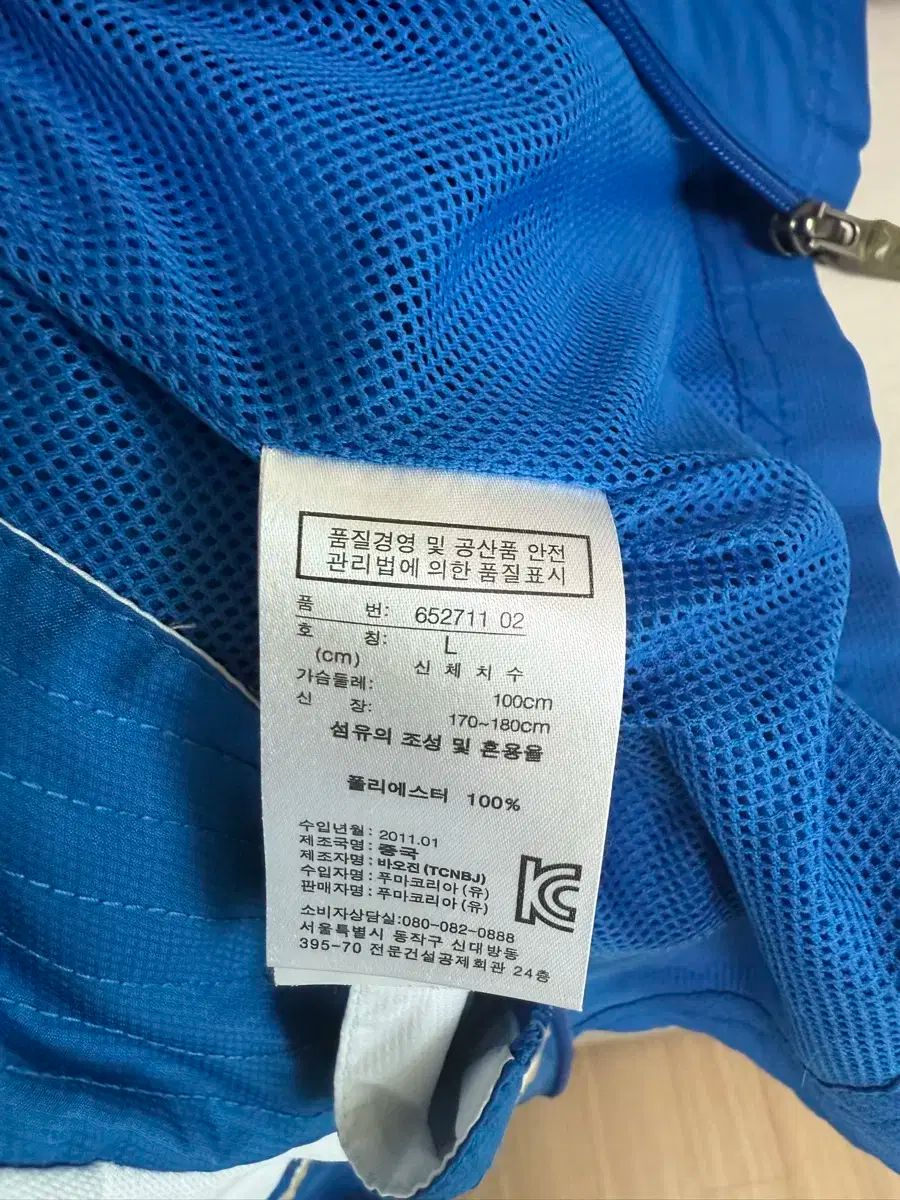 품질경영 및 공산품 안전
관리법에 의한 품질표시
품 번: 652711 02
호 칭: L
(cm) 신 체 치 수
가슴둘레: 100cm
신 장: 170~180cm
섬유의 조성 및 혼용율
폴리에스터 100%
수입년월 : 2011.01
제조국명 : 중국
제조자명 : 바오진 (TCNBJ)
수입자명 : 푸마코리아 (유)
판매자명 : 푸마코리아 (유)
KC
소비자상담실:080-082-0888
서울특별시 동작구 신대방동
395-70 전문건설공제회관 24층